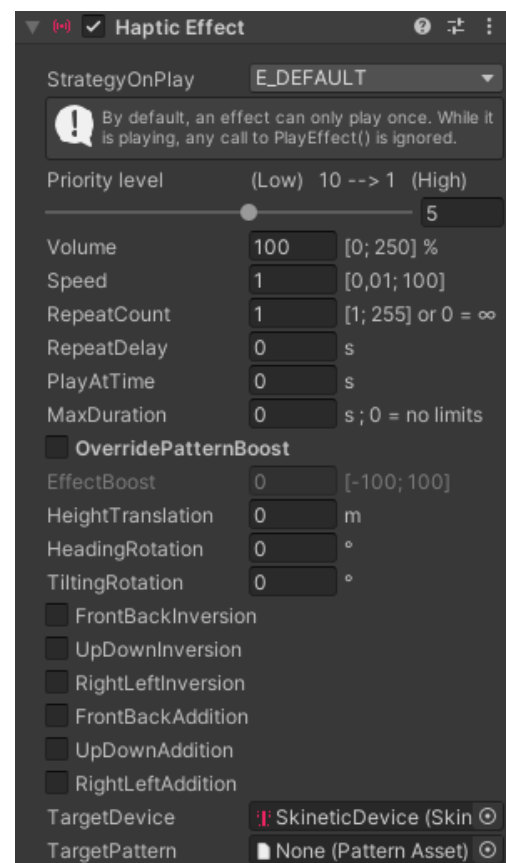 Haptic Effect
StrategyOnPlay E_DEFAULT
By default, an effect can only play once. While it
is playing, any call to PlayEffect() is ignored.
Priority level (Low) 10 --> 1 (High)
5
Volume 100 [0; 250] %
Speed 1 [0,01; 100]
RepeatCount 1 [1; 255] or 0 = ∞
RepeatDelay 0 s
PlayAtTime 0 s
MaxDuration 0 s ; 0 = no limits
OverridePatternBoost
EffectBoost 0 [-100; 100]
HeightTranslation 0 m
HeadingRotation 0 °
TiltingRotation 0 °
FrontBackInversion
UpDownInversion
RightLeftInversion
FrontBackAddition
UpDownAddition
RightLeftAddition
TargetDevice SkineticDevice (Skin
TargetPattern None (Pattern Asset)